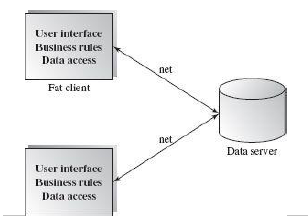 User interface
Business rules
Data access
Fat client
net
net
Data server
User interface
Business rules
Data access